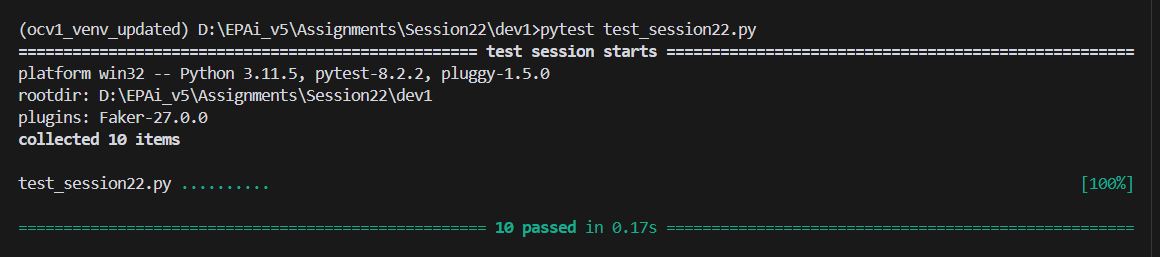 (ocv1_venv_updated) D:\EPAi_v5\Assignments\Session22\dev1>pytest test_session22.py
================================================== test session starts ===================================================
platform win32 -- Python 3.11.5, pytest-8.2.2, pluggy-1.5.0
rootdir: D:\EPAi_v5\Assignments\Session22\dev1
plugins: Faker-27.0.0
collected 10 items
test_session22.py .......... [100%]
=================================================== 10 passed in 0.17s ===================================================